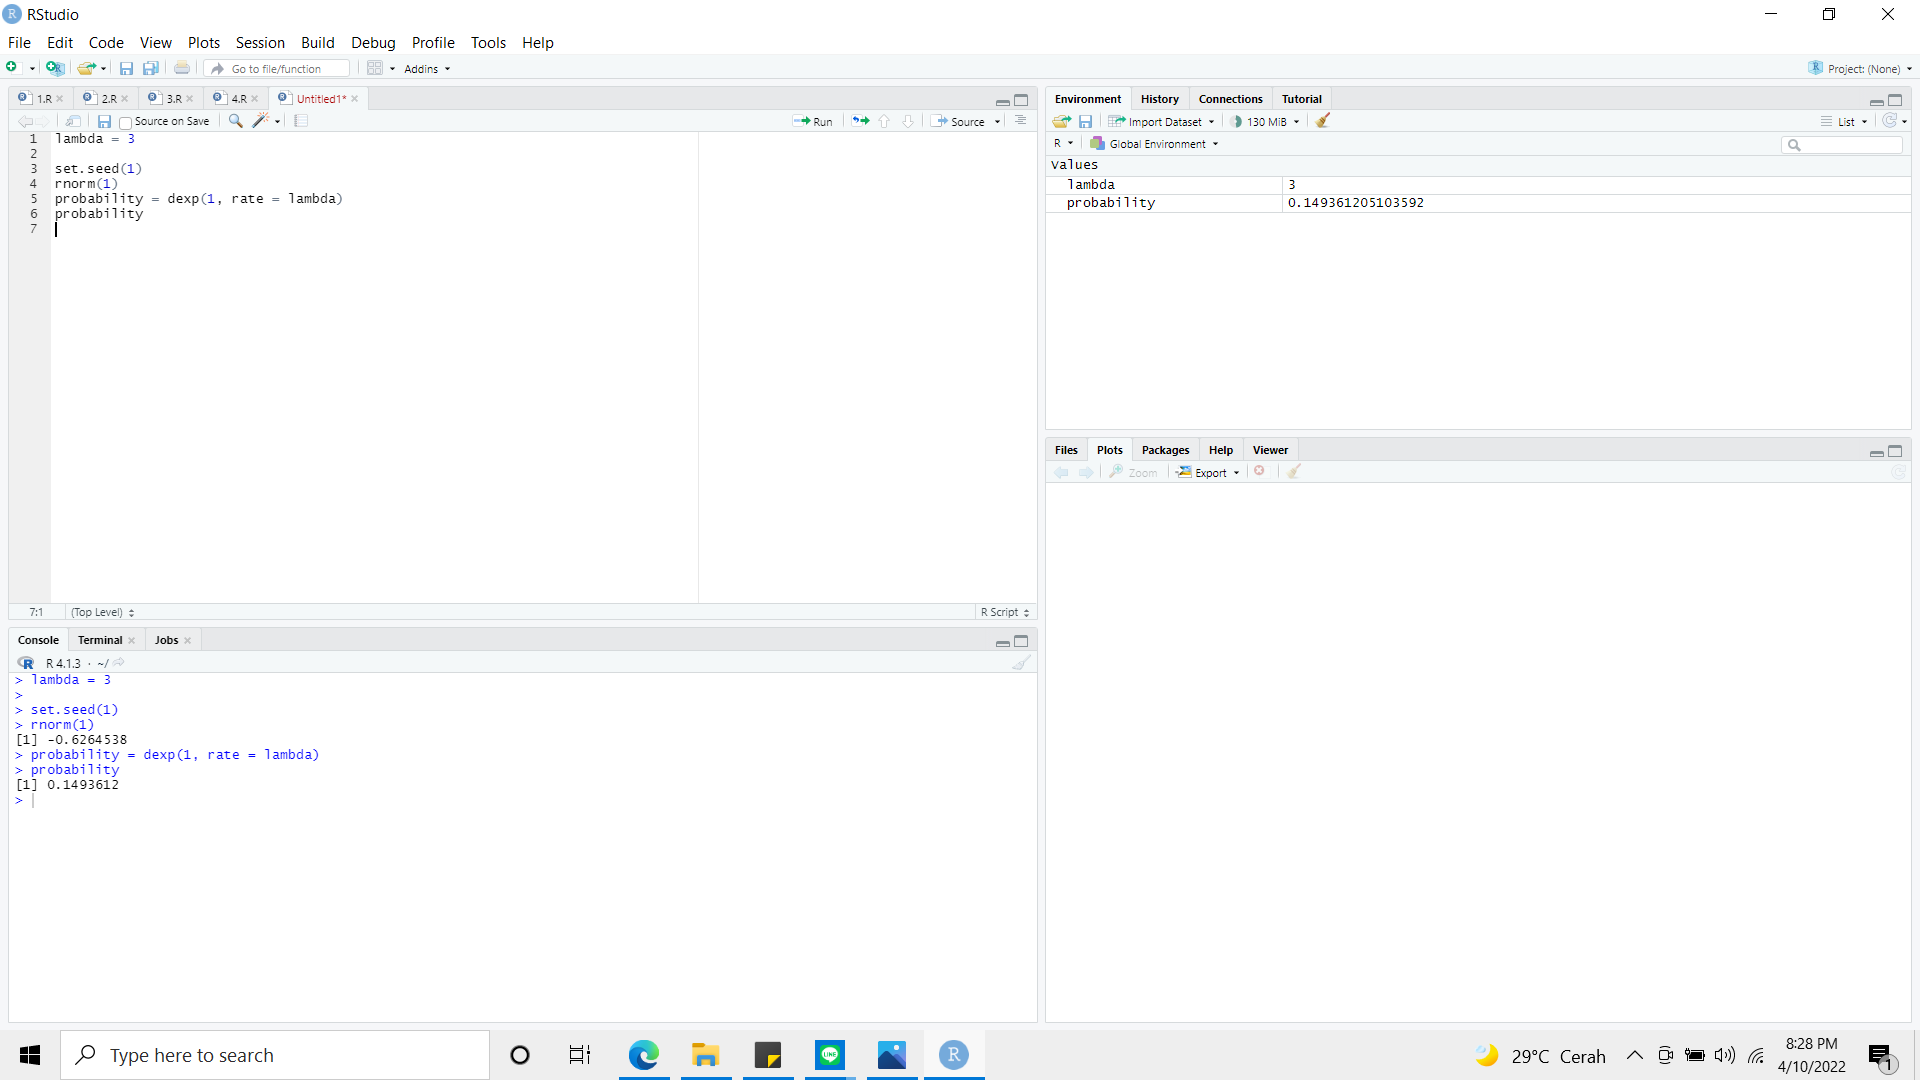 RStudio
File Edit Code View Plots Session Build Debug Profile Tools Help
Go to file/function Addins Project: (None)
1.R 2.R 3.R 4.R Untitled1*
Source on Save Run Source
1 lambda = 3
2
3 set.seed(1)
4 rnorm(1)
5 probability = dexp(1, rate = lambda)
6 probability
7
7:1 (Top Level) R Script
Console Terminal Jobs
R 4.1.3 · ~/
> lambda = 3
>
> set.seed(1)
> rnorm(1)
[1] -0.6264538
> probability = dexp(1, rate = lambda)
> probability
[1] 0.1493612
>
Environment History Connections Tutorial
Import Dataset 130 MiB List
R Global Environment
Values
lambda 3
probability 0.149361205103592
Files Plots Packages Help Viewer
Zoom Export
Type here to search
LINE
R
29°C Cerah
8:28 PM
4/10/2022
1